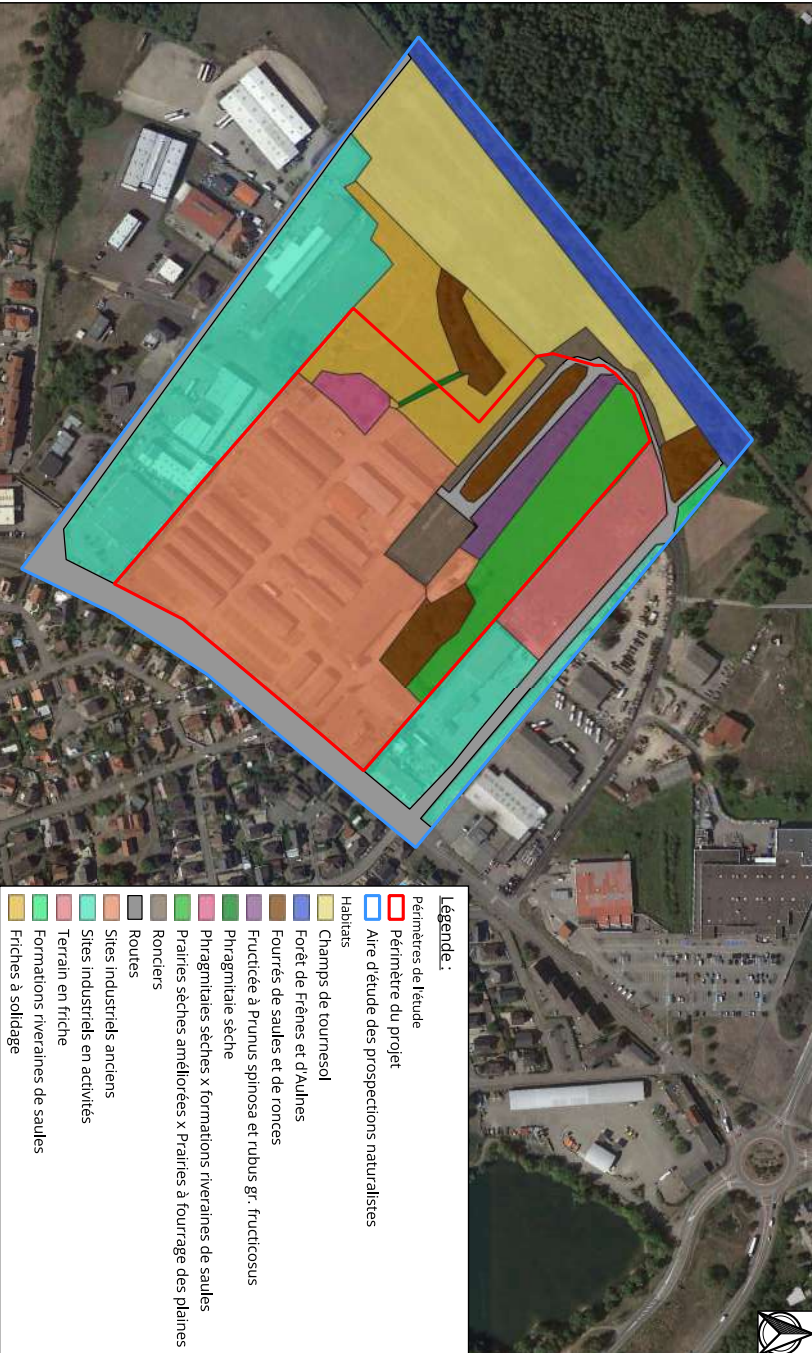 Légende :
Périmètres de l'étude
Périmètre du projet
Aire d'étude des prospections naturalistes
Habitats
Champs de tournesol
Forêt de Frênes et d'Aulnes
Fourrés de saules et de ronces
Fructicée à Prunus spinosa et rubus gr. fructicosus
Phragmitaie sèche
Phragmitaies sèches x formations riveraines de saules
Prairies sèches améliorées x Prairies à fourrage des plaines
Ronciers
Routes
Sites industriels anciens
Sites industriels en activités
Terrain en friche
Formations riveraines de saules
Friches à solidage